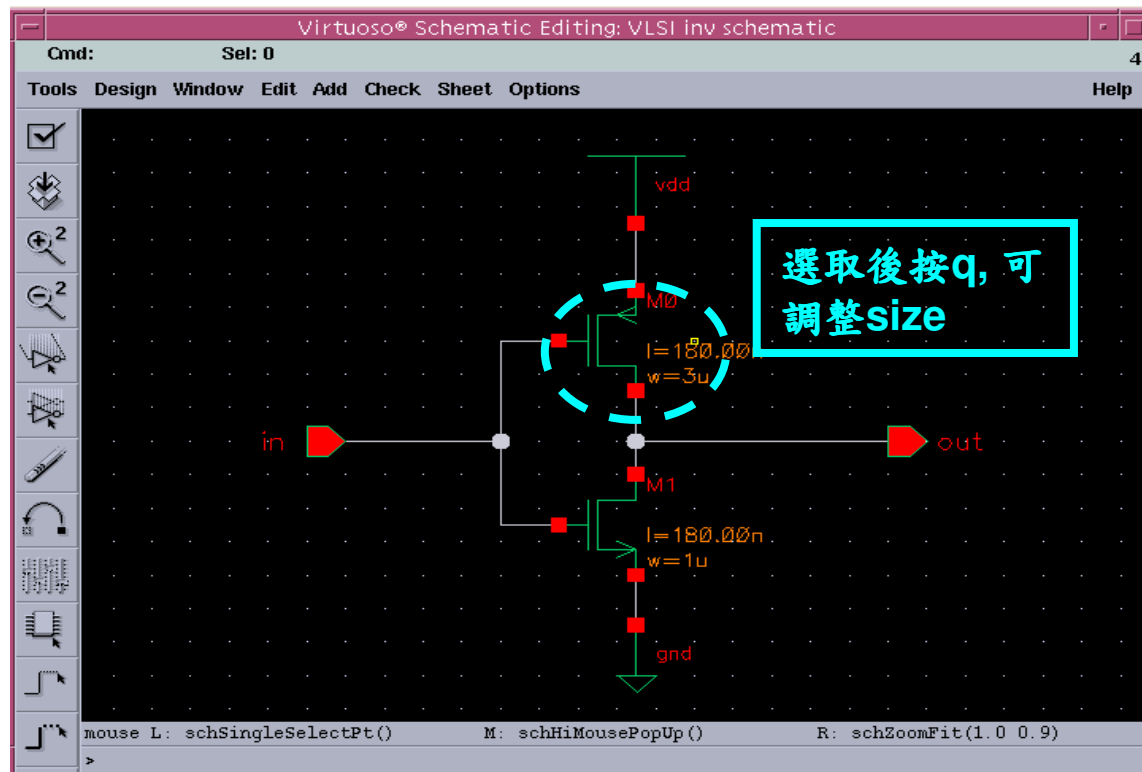 Virtuoso® Schematic Editing: VLSI inv schematic
Cmd: Sel: 0 4
Tools Design Window Edit Add Check Sheet Options Help
2
2
vdd
選取後按q, 可
調整size
M0
l=180.00n
w=3u
in
out
M1
l=180.00n
w=1u
gnd
mouse L: schSingleSelectPt() M: schHiMousePopUp() R: schZoomFit(1.0 0.9)
>